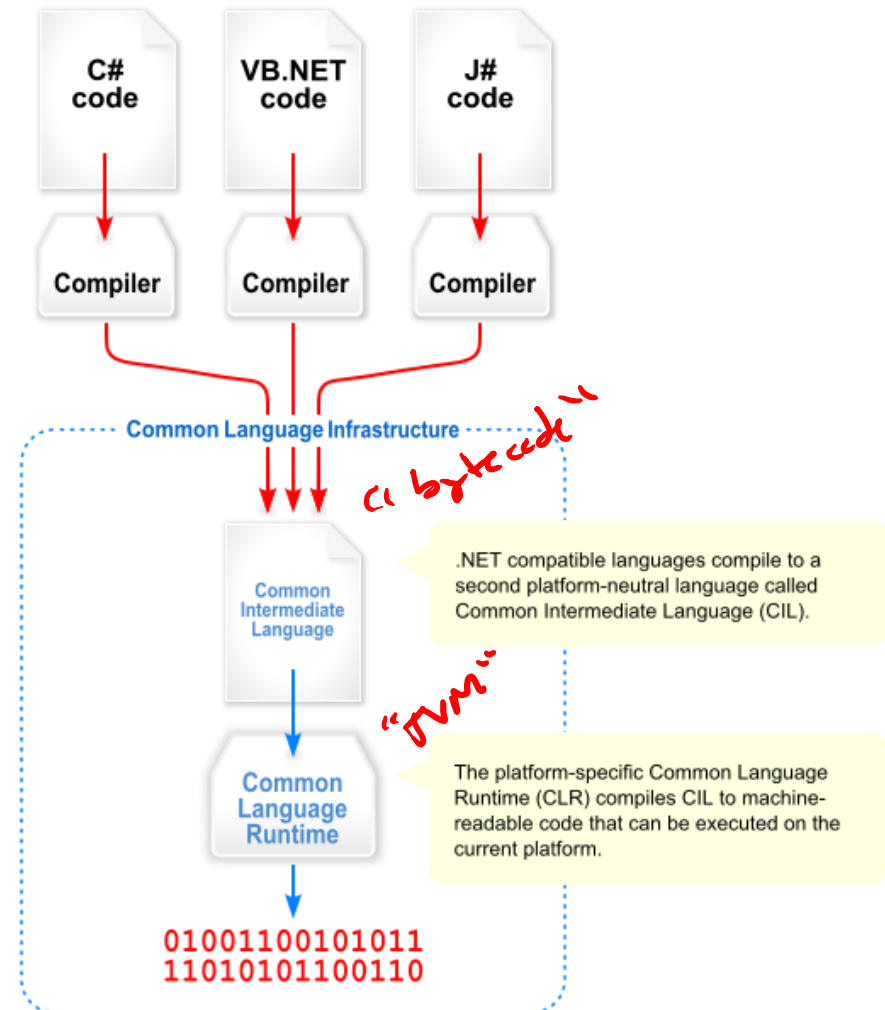 C#
code
VB.NET
code
J#
code
Compiler
Compiler
Compiler
Common Language Infrastructure
"bytecode"
Common
Intermediate
Language
.NET compatible languages compile to a
second platform-neutral language called
Common Intermediate Language (CIL).
"JVM"
Common
Language
Runtime
The platform-specific Common Language
Runtime (CLR) compiles CIL to machine-
readable code that can be executed on the
current platform.
01001100101011
11010101100110